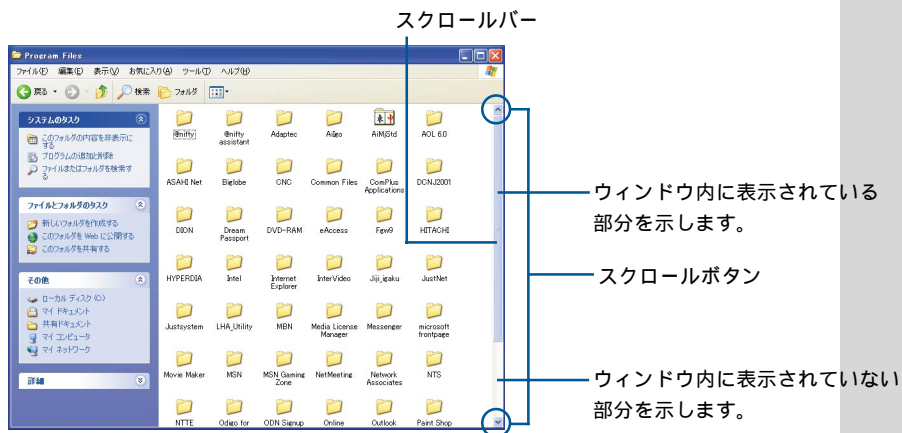 スクロールバー
Program Files
ファイル(F) 編集(E) 表示(V) お気に入り(A) ツール(T) ヘルプ(H)
戻る 検索 フォルダ
システムのタスク
このフォルダの内容を非表示に
する
プログラムの追加と削除
ファイルまたはフォルダを検索す
る
ファイルとフォルダのタスク
新しいフォルダを作成する
このフォルダを Web に公開する
このフォルダを共有する
その他
ローカル ディスク (C)
マイ ドキュメント
共有ドキュメント
マイ コンピュータ
マイ ネットワーク
詳細
@nifty @nifty assistant Adaptec AiMjStd AOL 6.0
ASAHI Net Biglobe CNC Common Files ComPlus Applications DCNJ2001
DION Dream Passport DVD-RAM eAccess Fgw9 HITACHI
HYPERDIA Intel Internet Explorer InterVideo Jiji_igaku JustNet
Justsystem LHA_Utility MBN Media License Manager Messenger microsoft frontpage
Movie Maker MSN MSN Gaming Zone NetMeeting Network Associates NTS
NTTE Odigo for ODN Signup Online Outlook Paint Shop
ウィンドウ内に表示されている
部分を示します。
スクロールボタン
ウィンドウ内に表示されていない
部分を示します。